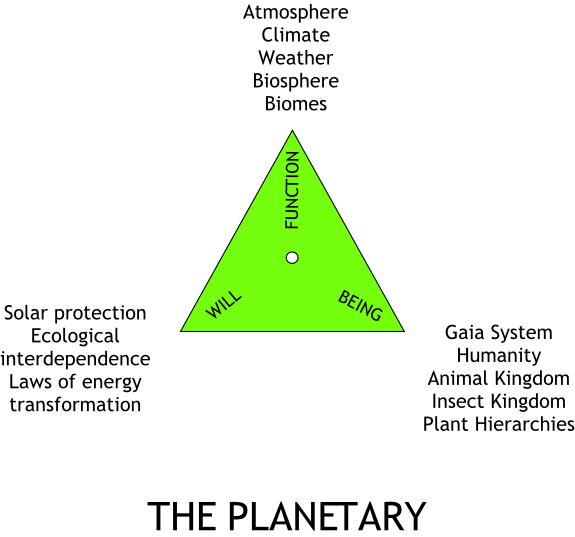 Atmosphere
Climate
Weather
Biosphere
Biomes
FUNCTION
WILL
BEING
Solar protection
Ecological
interdependence
Laws of energy
transformation
Gaia System
Humanity
Animal Kingdom
Insect Kingdom
Plant Hierarchies
THE PLANETARY